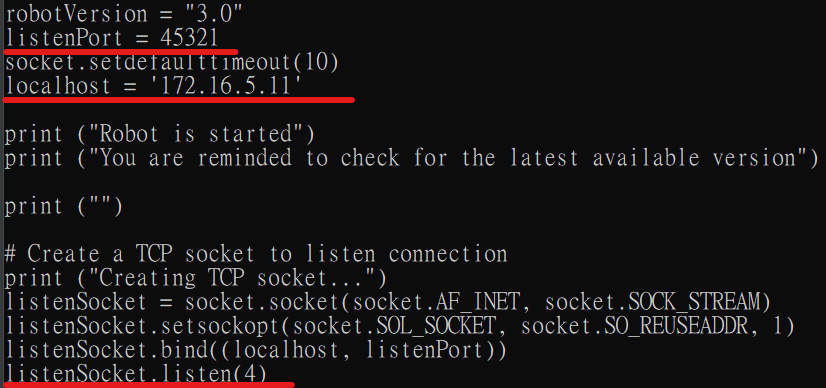 robotVersion = "3.0"
listenPort = 45321
socket.setdefaulttimeout(10)
localhost = '172.16.5.11'
print ("Robot is started")
print ("You are reminded to check for the latest available version")
print ("")
# Create a TCP socket to listen connection
print ("Creating TCP socket...")
listenSocket = socket.socket(socket.AF_INET, socket.SOCK_STREAM)
listenSocket.setsockopt(socket.SOL_SOCKET, socket.SO_REUSEADDR, 1)
listenSocket.bind((localhost, listenPort))
listenSocket.listen(4)